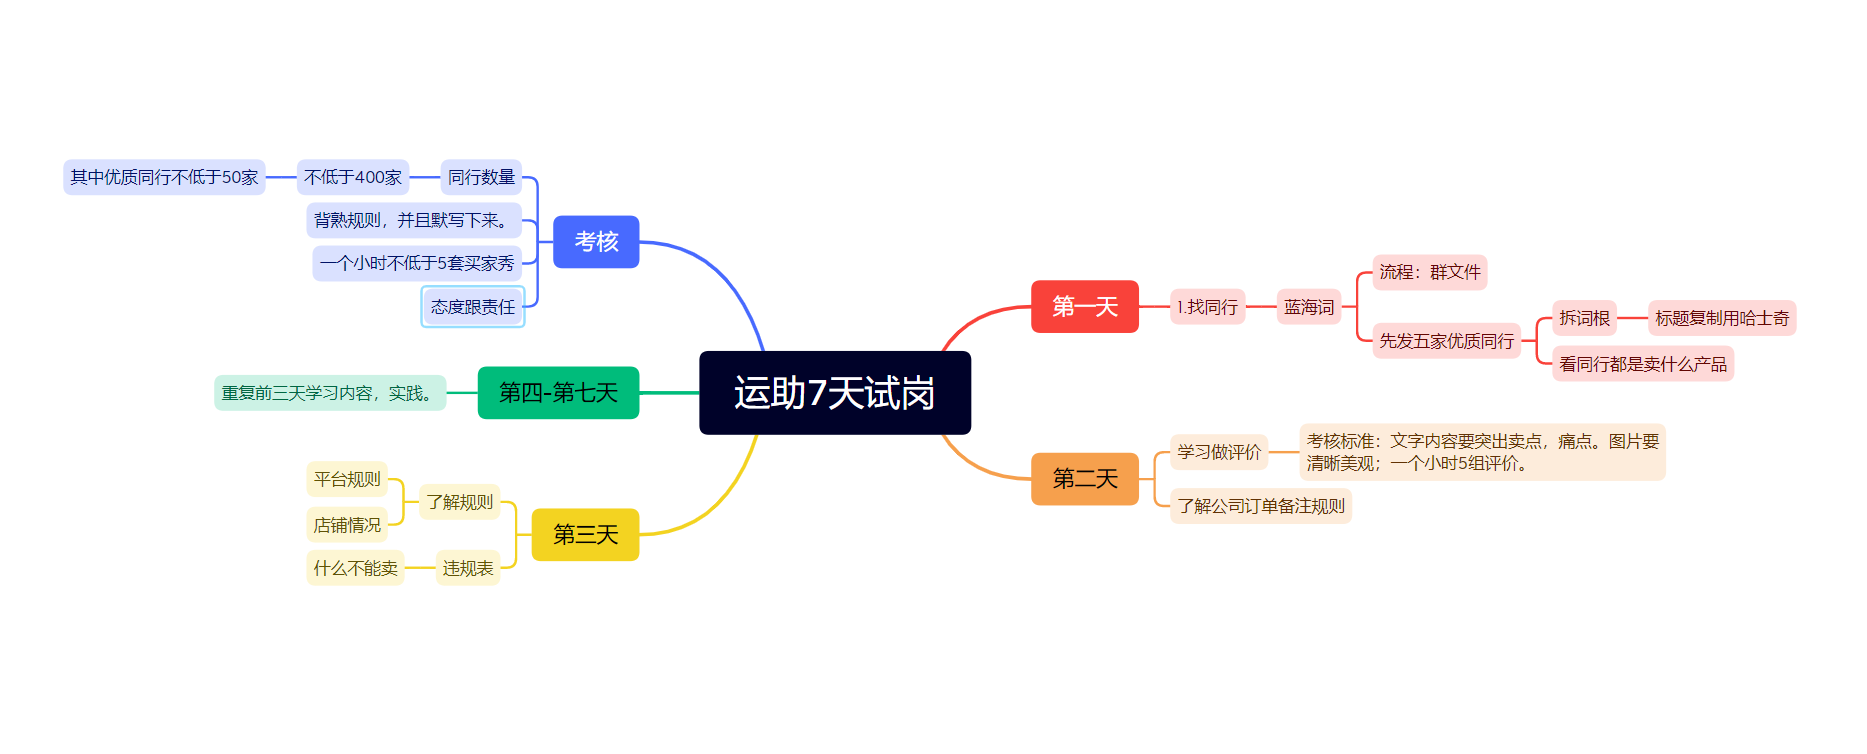 运助7天试岗
第一天
1.找同行
蓝海词
流程：群文件
先发五家优质同行
拆词根
标题复制用哈士奇
看同行都是卖什么产品
第二天
学习做评价
考核标准：文字内容要突出卖点，痛点。图片要
清晰美观；一个小时5组评价。
了解公司订单备注规则
第三天
了解规则
平台规则
店铺情况
违规表
什么不能卖
第四-第七天
重复前三天学习内容，实践。
考核
同行数量
不低于400家
其中优质同行不低于50家
背熟规则，并且默写下来。
一个小时不低于5套买家秀
态度跟责任